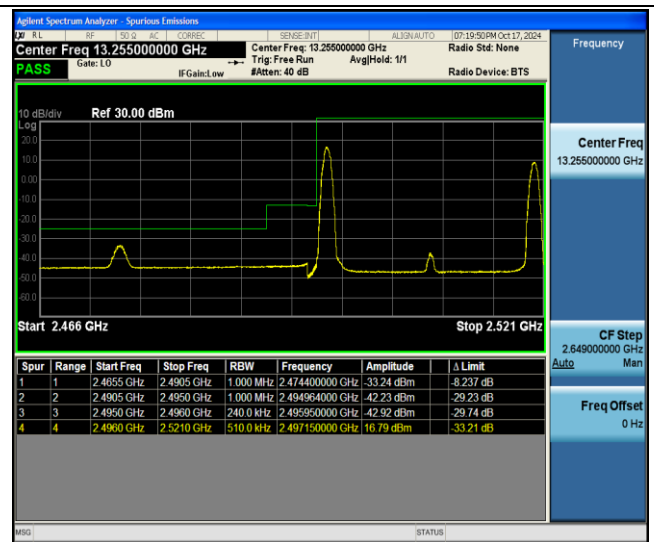 Agilent Spectrum Analyzer - Spurious Emissions
RL RF 50 Ω AC CORREC SENSE:INT ALIGN AUTO 07:19:50PM Oct 17, 2024
Center Freq 13.255000000 GHz Center Freq: 13.255000000 GHz Radio Std: None Frequency
PASS Gate: LO Trig: Free Run Avg|Hold: 1/1
IFGain:Low #Atten: 40 dB Radio Device: BTS
10 dB/div Ref 30.00 dBm
Log
20.0
10.0
0.00
-10.0
-20.0
-30.0
-40.0
-50.0
-60.0
Start 2.466 GHz Stop 2.521 GHz
Center Freq
13.255000000 GHz
CF Step
2.649000000 GHz
Auto Man
Freq Offset
0 Hz
Spur Range Start Freq Stop Freq RBW Frequency Amplitude Δ Limit
1 1 2.4655 GHz 2.4905 GHz 1.000 MHz 2.474400000 GHz -33.24 dBm -8.237 dB
2 2 2.4905 GHz 2.4950 GHz 1.000 MHz 2.494964000 GHz -42.23 dBm -29.23 dB
3 3 2.4950 GHz 2.4960 GHz 240.0 kHz 2.495950000 GHz -42.92 dBm -29.74 dB
4 4 2.4960 GHz 2.5210 GHz 510.0 kHz 2.497150000 GHz 16.79 dBm -33.21 dB
MSG STATUS